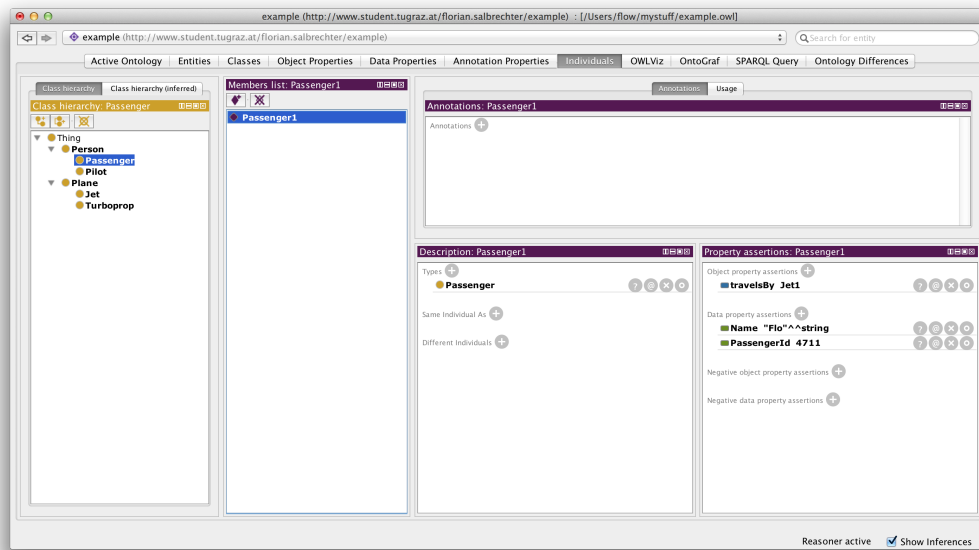 example (http://www.student.tugraz.at/florian.salbrechter/example) : [/Users/flow/mystuff/example.owl]
example (http://www.student.tugraz.at/florian.salbrechter/example)
Search for entity
Active Ontology Entities Classes Object Properties Data Properties Annotation Properties Individuals OWLViz OntoGraf SPARQL Query Ontology Differences
Class hierarchy Class hierarchy (inferred)
Class hierarchy: Passenger
Thing
Person
Passenger
Pilot
Plane
Jet
Turboprop
Members list: Passenger1
Passenger1
Annotations Usage
Annotations: Passenger1
Annotations
Description: Passenger1
Types
Passenger
Same Individual As
Different Individuals
Property assertions: Passenger1
Object property assertions
travelsBy Jet1
Data property assertions
Name "Flo"^^string
PassengerId 4711
Negative object property assertions
Negative data property assertions
Reasoner active Show Inferences